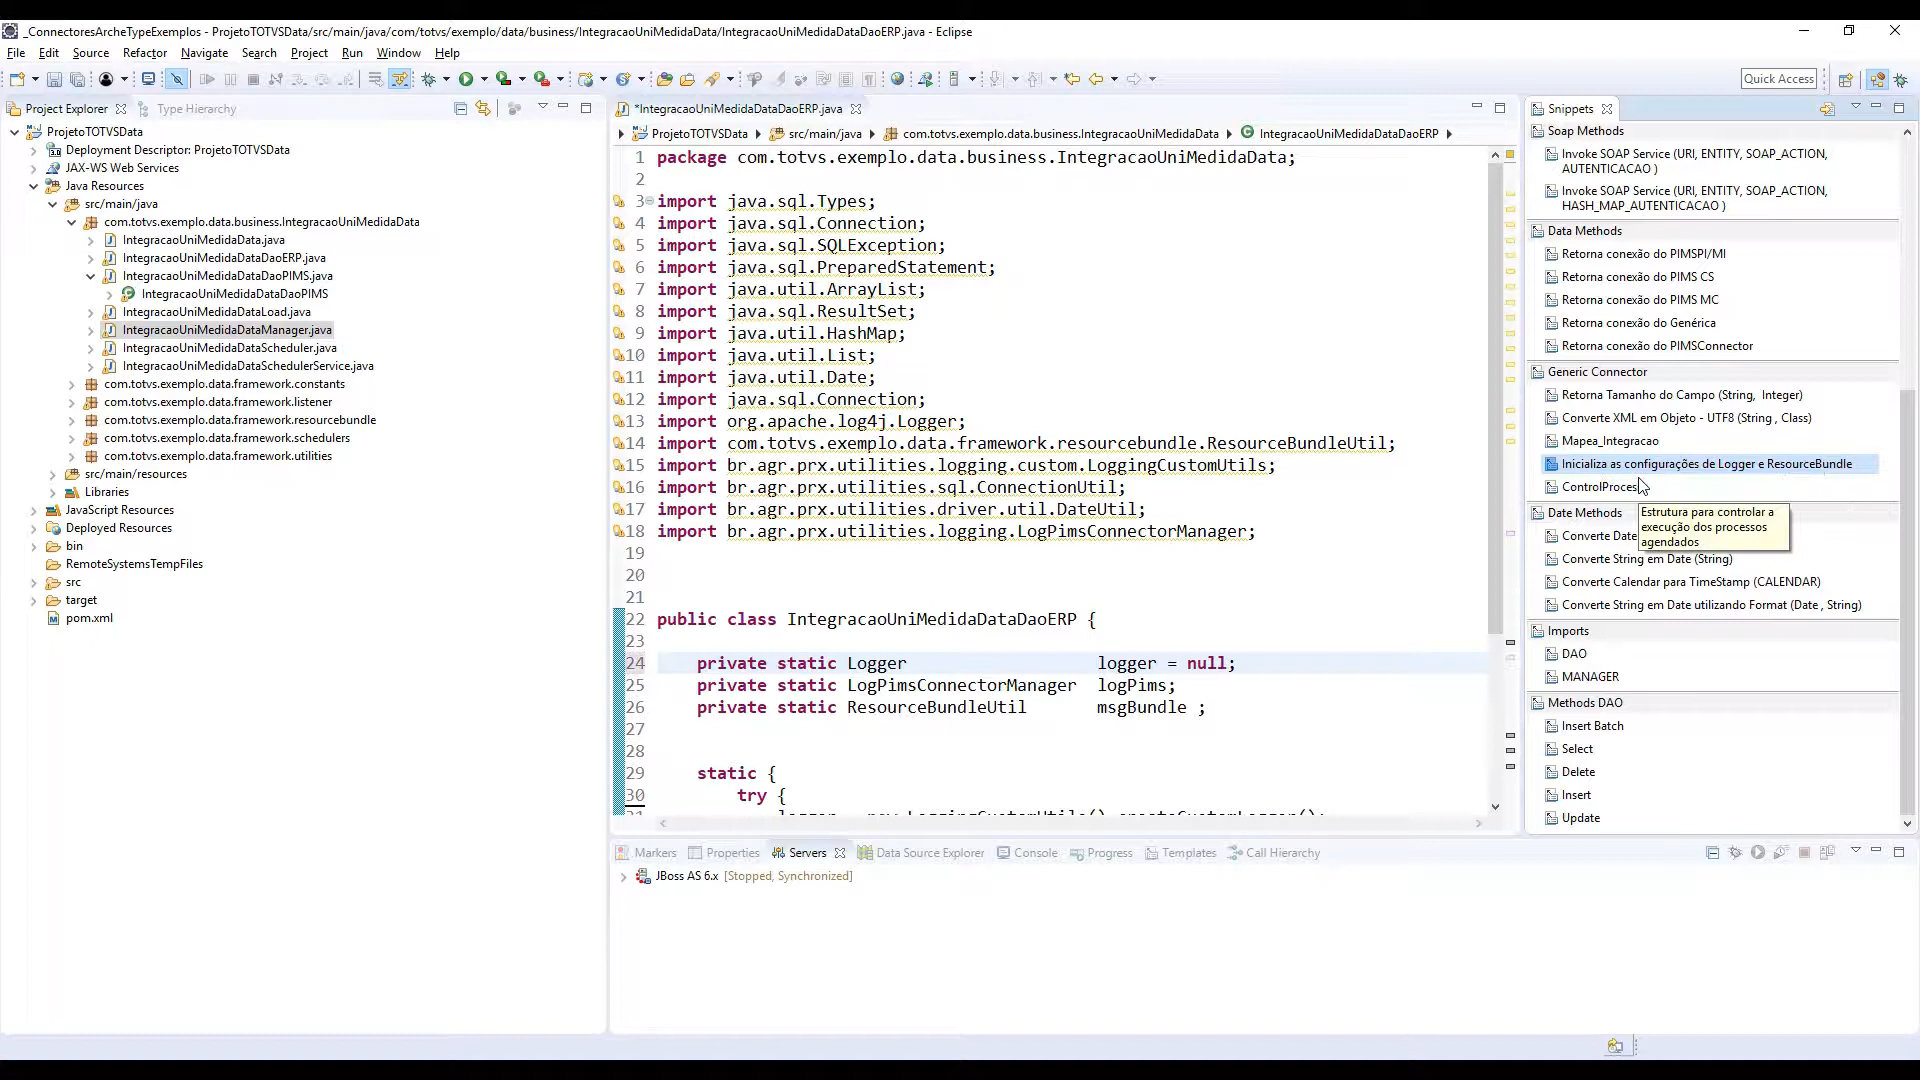 _ConnectoresArcheTypeExemplos - ProjetoTOTVSData/src/main/java/com/totvs/exemplo/data/business/IntegracaoUniMedidaData/IntegracaoUniMedidaDataDaoERP.java - Eclipse
File Edit Source Refactor Navigate Search Project Run Window Help
Quick Access
Project Explorer
Type Hierarchy
ProjetoTOTVSData
Deployment Descriptor: ProjetoTOTVSData
JAX-WS Web Services
Java Resources
src/main/java
com.totvs.exemplo.data.business.IntegracaoUniMedidaData
IntegracaoUniMedidaData.java
IntegracaoUniMedidaDataDaoERP.java
IntegracaoUniMedidaDataDaoPIMS.java
IntegracaoUniMedidaDataDaoPIMS
IntegracaoUniMedidaDataLoad.java
IntegracaoUniMedidaDataManager.java
IntegracaoUniMedidaDataScheduler.java
IntegracaoUniMedidaDataSchedulerService.java
com.totvs.exemplo.data.framework.constants
com.totvs.exemplo.data.framework.listener
com.totvs.exemplo.data.framework.resourcebundle
com.totvs.exemplo.data.framework.schedulers
com.totvs.exemplo.data.framework.utilities
src/main/resources
Libraries
JavaScript Resources
Deployed Resources
bin
RemoteSystemsTempFiles
src
target
pom.xml
*IntegracaoUniMedidaDataDaoERP.java
ProjetoTOTVSData src/main/java com.totvs.exemplo.data.business.IntegracaoUniMedidaData IntegracaoUniMedidaDataDaoERP
1 package com.totvs.exemplo.data.business.IntegracaoUniMedidaData;
2
3 import java.sql.Types;
4 import java.sql.Connection;
5 import java.sql.SQLException;
6 import java.sql.PreparedStatement;
7 import java.util.ArrayList;
8 import java.sql.ResultSet;
9 import java.util.HashMap;
10 import java.util.List;
11 import java.util.Date;
12 import java.sql.Connection;
13 import org.apache.log4j.Logger;
14 import com.totvs.exemplo.data.framework.resourcebundle.ResourceBundleUtil;
15 import br.agr.prx.utilities.logging.custom.LoggingCustomUtils;
16 import br.agr.prx.utilities.sql.ConnectionUtil;
17 import br.agr.prx.utilities.driver.util.DateUtil;
18 import br.agr.prx.utilities.logging.LogPimsConnectorManager;
19
20
21
22 public class IntegracaoUniMedidaDataDaoERP {
23
24 private static Logger logger = null;
25 private static LogPimsConnectorManager logPims;
26 private static ResourceBundleUtil msgBundle ;
27
28
29 static {
30 try {
Markers Properties Servers Data Source Explorer Console Progress Templates Call Hierarchy
JBoss AS 6.x [Stopped, Synchronized]
Snippets
Soap Methods
Invoke SOAP Service (URI, ENTITY, SOAP_ACTION,
AUTENTICACAO )
Invoke SOAP Service (URI, ENTITY, SOAP_ACTION,
HASH_MAP_AUTENTICACAO )
Data Methods
Retorna conexão do PIMSPI/MI
Retorna conexão do PIMS CS
Retorna conexão do PIMS MC
Retorna conexão do Genérica
Retorna conexão do PIMSConnector
Generic Connector
Retorna Tamanho do Campo (String, Integer)
Converte XML em Objeto - UTF8 (String , Class)
Mapea_Integracao
Inicializa as configurações de Logger e ResourceBundle
ControlProces
Estrutura para controlar a
execução dos processos
agendados
Date Methods
Converte Date
Converte String em Date (String)
Converte Calendar para TimeStamp (CALENDAR)
Converte String em Date utilizando Format (Date , String)
Imports
DAO
MANAGER
Methods DAO
Insert Batch
Select
Delete
Insert
Update